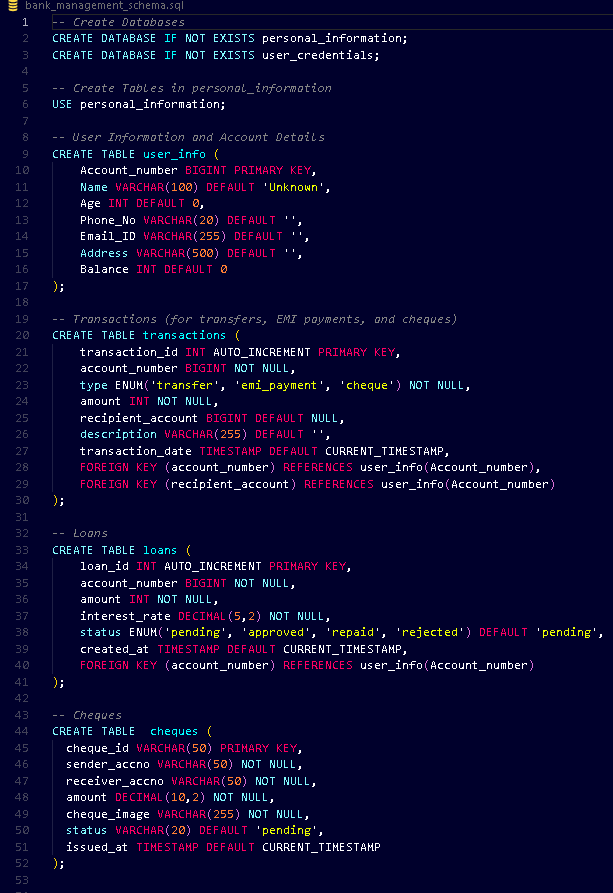 bank_management_schema.sql
1 -- Create Databases
2 CREATE DATABASE IF NOT EXISTS personal_information;
3 CREATE DATABASE IF NOT EXISTS user_credentials;
4
5 -- Create Tables in personal_information
6 USE personal_information;
7
8 -- User Information and Account Details
9 CREATE TABLE user_info (
10 Account_number BIGINT PRIMARY KEY,
11 Name VARCHAR(100) DEFAULT 'Unknown',
12 Age INT DEFAULT 0,
13 Phone_No VARCHAR(20) DEFAULT '',
14 Email_ID VARCHAR(255) DEFAULT '',
15 Address VARCHAR(500) DEFAULT '',
16 Balance INT DEFAULT 0
17 );
18
19 -- Transactions (for transfers, EMI payments, and cheques)
20 CREATE TABLE transactions (
21 transaction_id INT AUTO_INCREMENT PRIMARY KEY,
22 account_number BIGINT NOT NULL,
23 type ENUM('transfer', 'emi_payment', 'cheque') NOT NULL,
24 amount INT NOT NULL,
25 recipient_account BIGINT DEFAULT NULL,
26 description VARCHAR(255) DEFAULT '',
27 transaction_date TIMESTAMP DEFAULT CURRENT_TIMESTAMP,
28 FOREIGN KEY (account_number) REFERENCES user_info(Account_number),
29 FOREIGN KEY (recipient_account) REFERENCES user_info(Account_number)
30 );
31
32 -- Loans
33 CREATE TABLE loans (
34 loan_id INT AUTO_INCREMENT PRIMARY KEY,
35 account_number BIGINT NOT NULL,
36 amount INT NOT NULL,
37 interest_rate DECIMAL(5,2) NOT NULL,
38 status ENUM('pending', 'approved', 'repaid', 'rejected') DEFAULT 'pending',
39 created_at TIMESTAMP DEFAULT CURRENT_TIMESTAMP,
40 FOREIGN KEY (account_number) REFERENCES user_info(Account_number)
41 );
42
43 -- Cheques
44 CREATE TABLE  cheques (
45 cheque_id VARCHAR(50) PRIMARY KEY,
46 sender_accno VARCHAR(50) NOT NULL,
47 receiver_accno VARCHAR(50) NOT NULL,
48 amount DECIMAL(10,2) NOT NULL,
49 cheque_image VARCHAR(255) NOT NULL,
50 status VARCHAR(20) DEFAULT 'pending',
51 issued_at TIMESTAMP DEFAULT CURRENT_TIMESTAMP
52 );
53